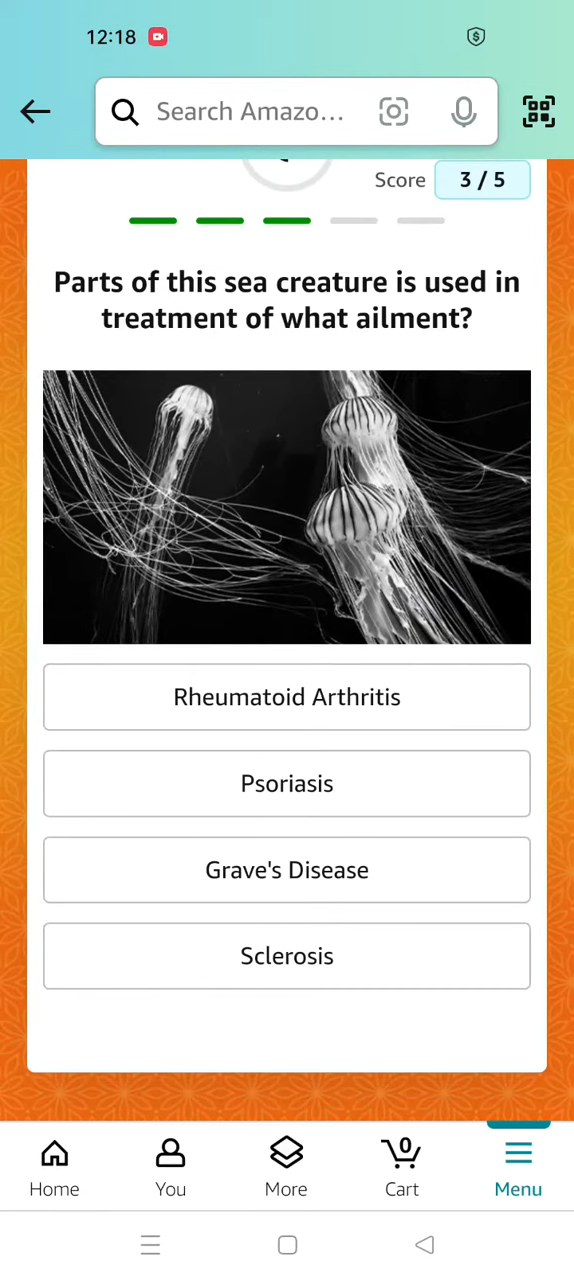 12:18
Search Amazo...
Score 3 / 5
Parts of this sea creature is used in
treatment of what ailment?
Rheumatoid Arthritis
Psoriasis
Grave's Disease
Sclerosis
0
Home You More Cart Menu